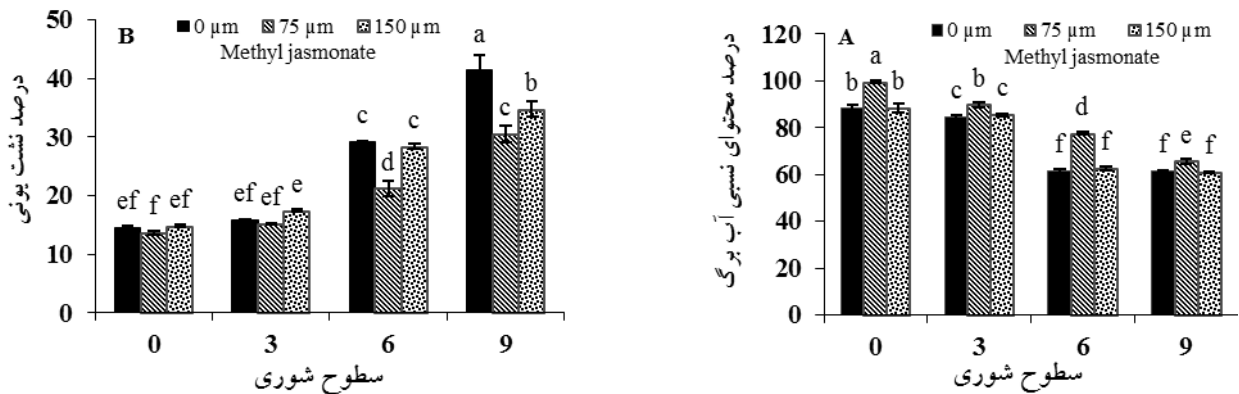 B
0 µm 75 µm 150 µm
Methyl jasmonate
درصد نشت یونی
50
40
30
20
10
0
ef f ef
ef ef e
c d c
a c b
0 3 6 9
سطوح شوری
A
0 µm 75 µm 150 µm
Methyl jasmonate
درصد محتوای نسبی آب برگ
120
100
80
60
40
20
0
b a b
c b c
f d f
f e f
0 3 6 9
سطوح شوری